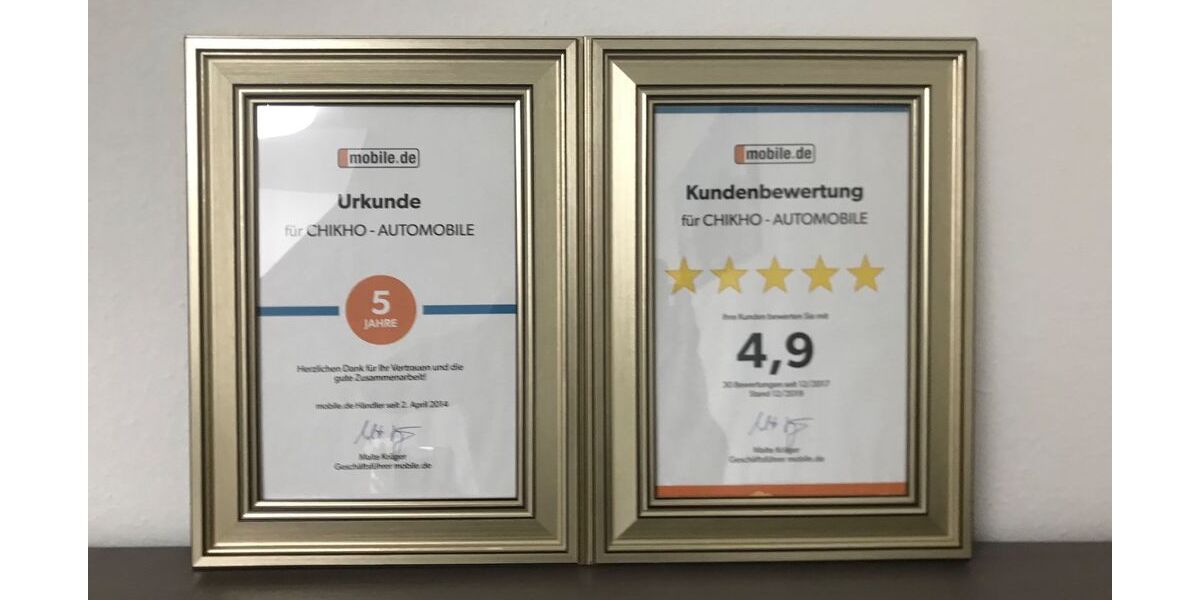 mobile.de
Urkunde
für CHIKHO - AUTOMOBILE
5
JAHRE
Herzlichen Dank für Ihr Vertrauen und die
gute Zusammenarbeit!
mobile.de Händler seit 2. April 2014
Malte Krüger
Geschäftsführer mobile.de
mobile.de
Kundenbewertung
für CHIKHO - AUTOMOBILE
Ihre Kunden bewerten Sie mit
4,9
30 Bewertungen seit 12/2017
Stand 12/2018
Malte Krüger
Geschäftsführer mobile.de